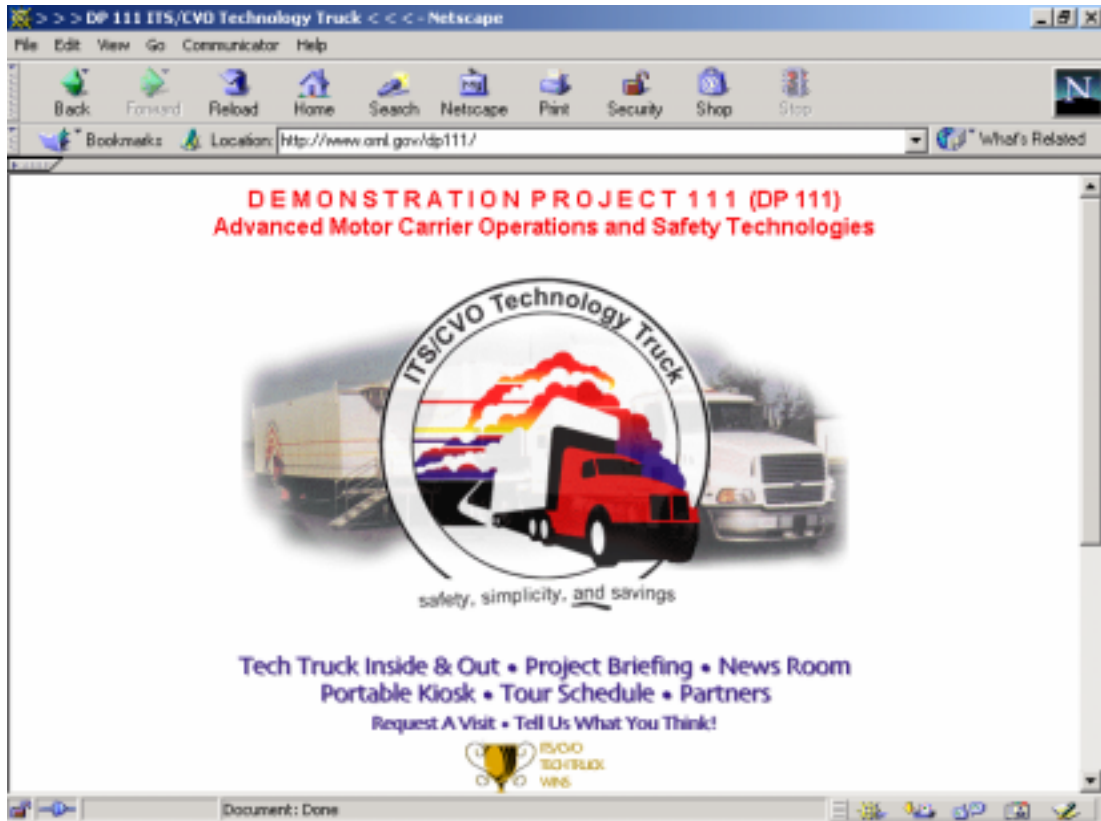 > > > DP 111 ITS/CVO Technology Truck < < < - Netscape
File Edit View Go Communicator Help
Back Forward Reload Home Search Netscape Print Security Shop Stop
Bookmarks Location: http://www.ornl.gov/dp111/ What's Related
DEMONSTRATION PROJECT 111 (DP 111)
Advanced Motor Carrier Operations and Safety Technologies
ITS/CVO Technology Truck
safety, simplicity, and savings
Tech Truck Inside & Out • Project Briefing • News Room
Portable Kiosk • Tour Schedule • Partners
Request A Visit • Tell Us What You Think!
ITS/CVO
TECH TRUCK
WINS
Document: Done